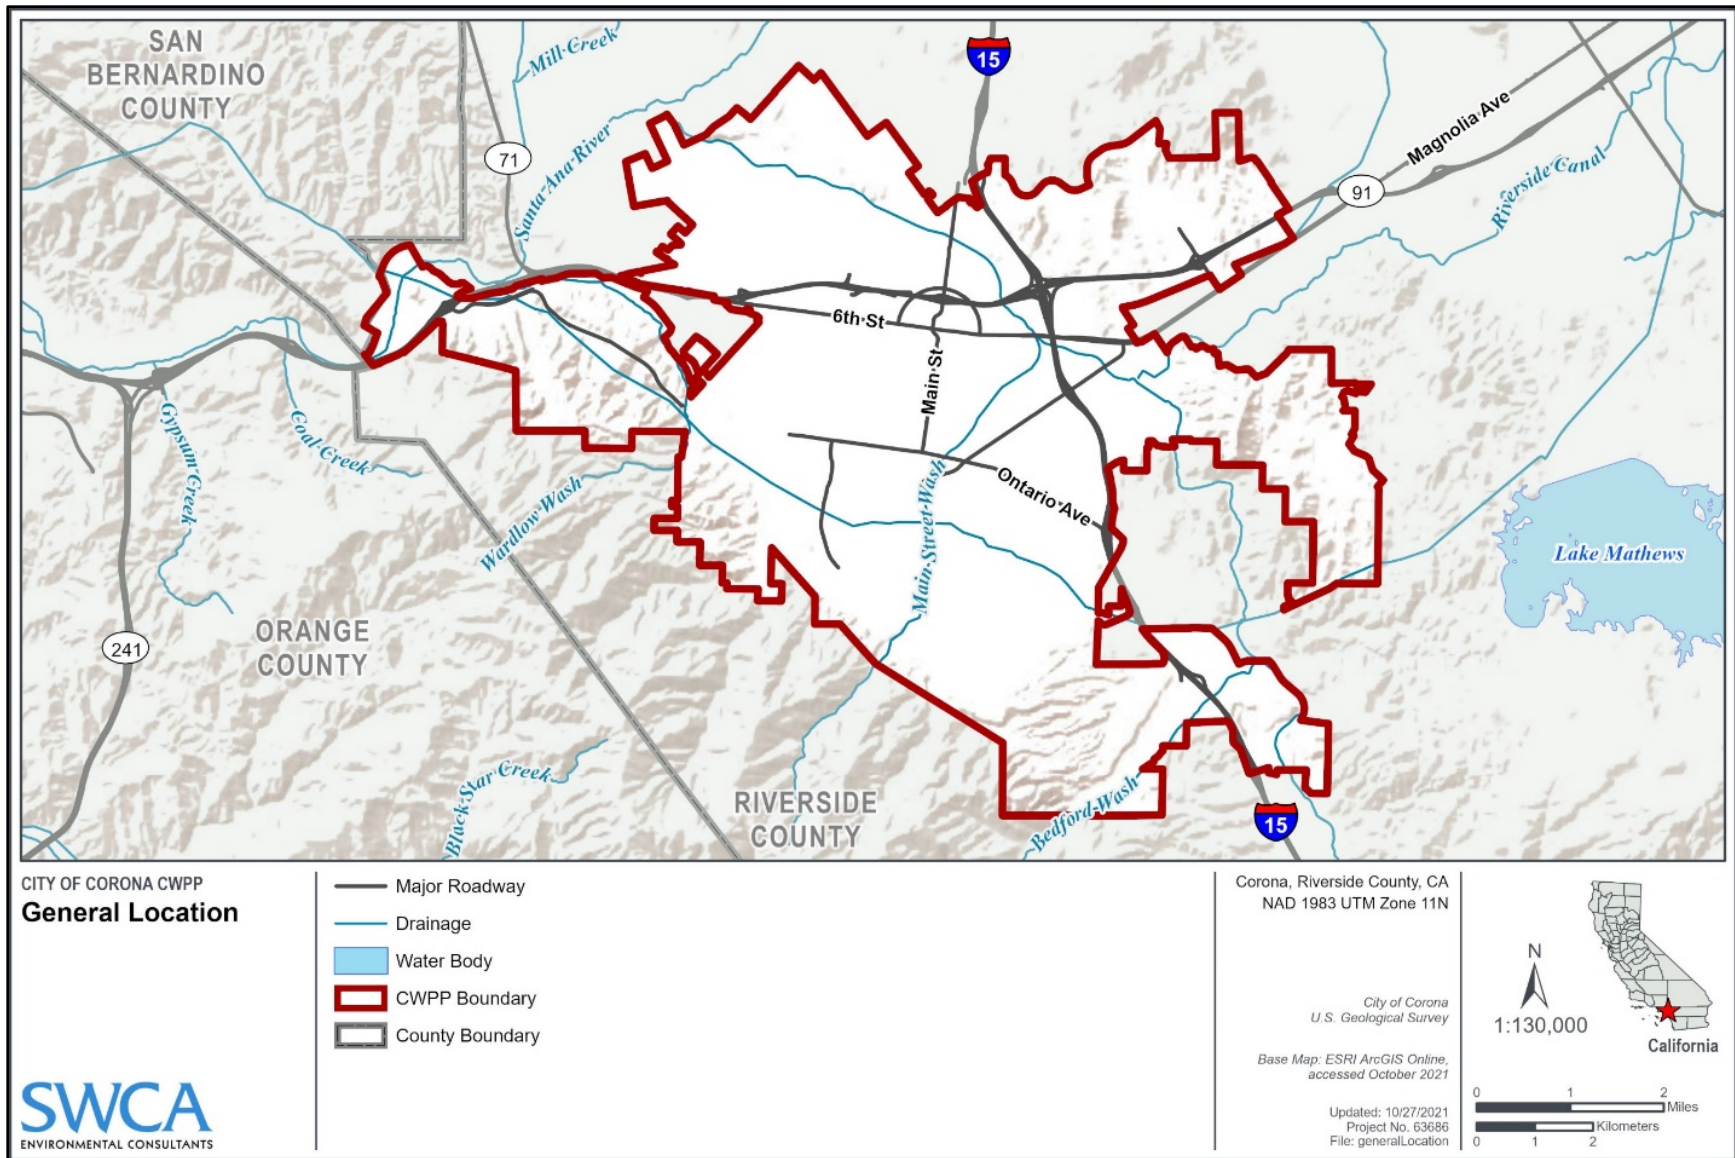 SAN
BERNARDINO
COUNTY
Mill Creek
15
71
Santa Ana River
Magnolia Ave
91
Riverside Canal
6th St
Main St
Gypsum Creek
Coal Creek
Wardlow Wash
Main Street Wash
Ontario Ave
Lake Mathews
241
ORANGE
COUNTY
Black Star Creek
RIVERSIDE
COUNTY
Bedford Wash
15
CITY OF CORONA CWPP
General Location
Major Roadway
Drainage
Water Body
CWPP Boundary
County Boundary
SWCA
ENVIRONMENTAL CONSULTANTS
Corona, Riverside County, CA
NAD 1983 UTM Zone 11N
City of Corona
U.S. Geological Survey
Base Map: ESRI ArcGIS Online,
accessed October 2021
Updated: 10/27/2021
Project No. 63686
File: generalLocation
N
1:130,000
California
0 1 2
Miles
Kilometers
0 1 2